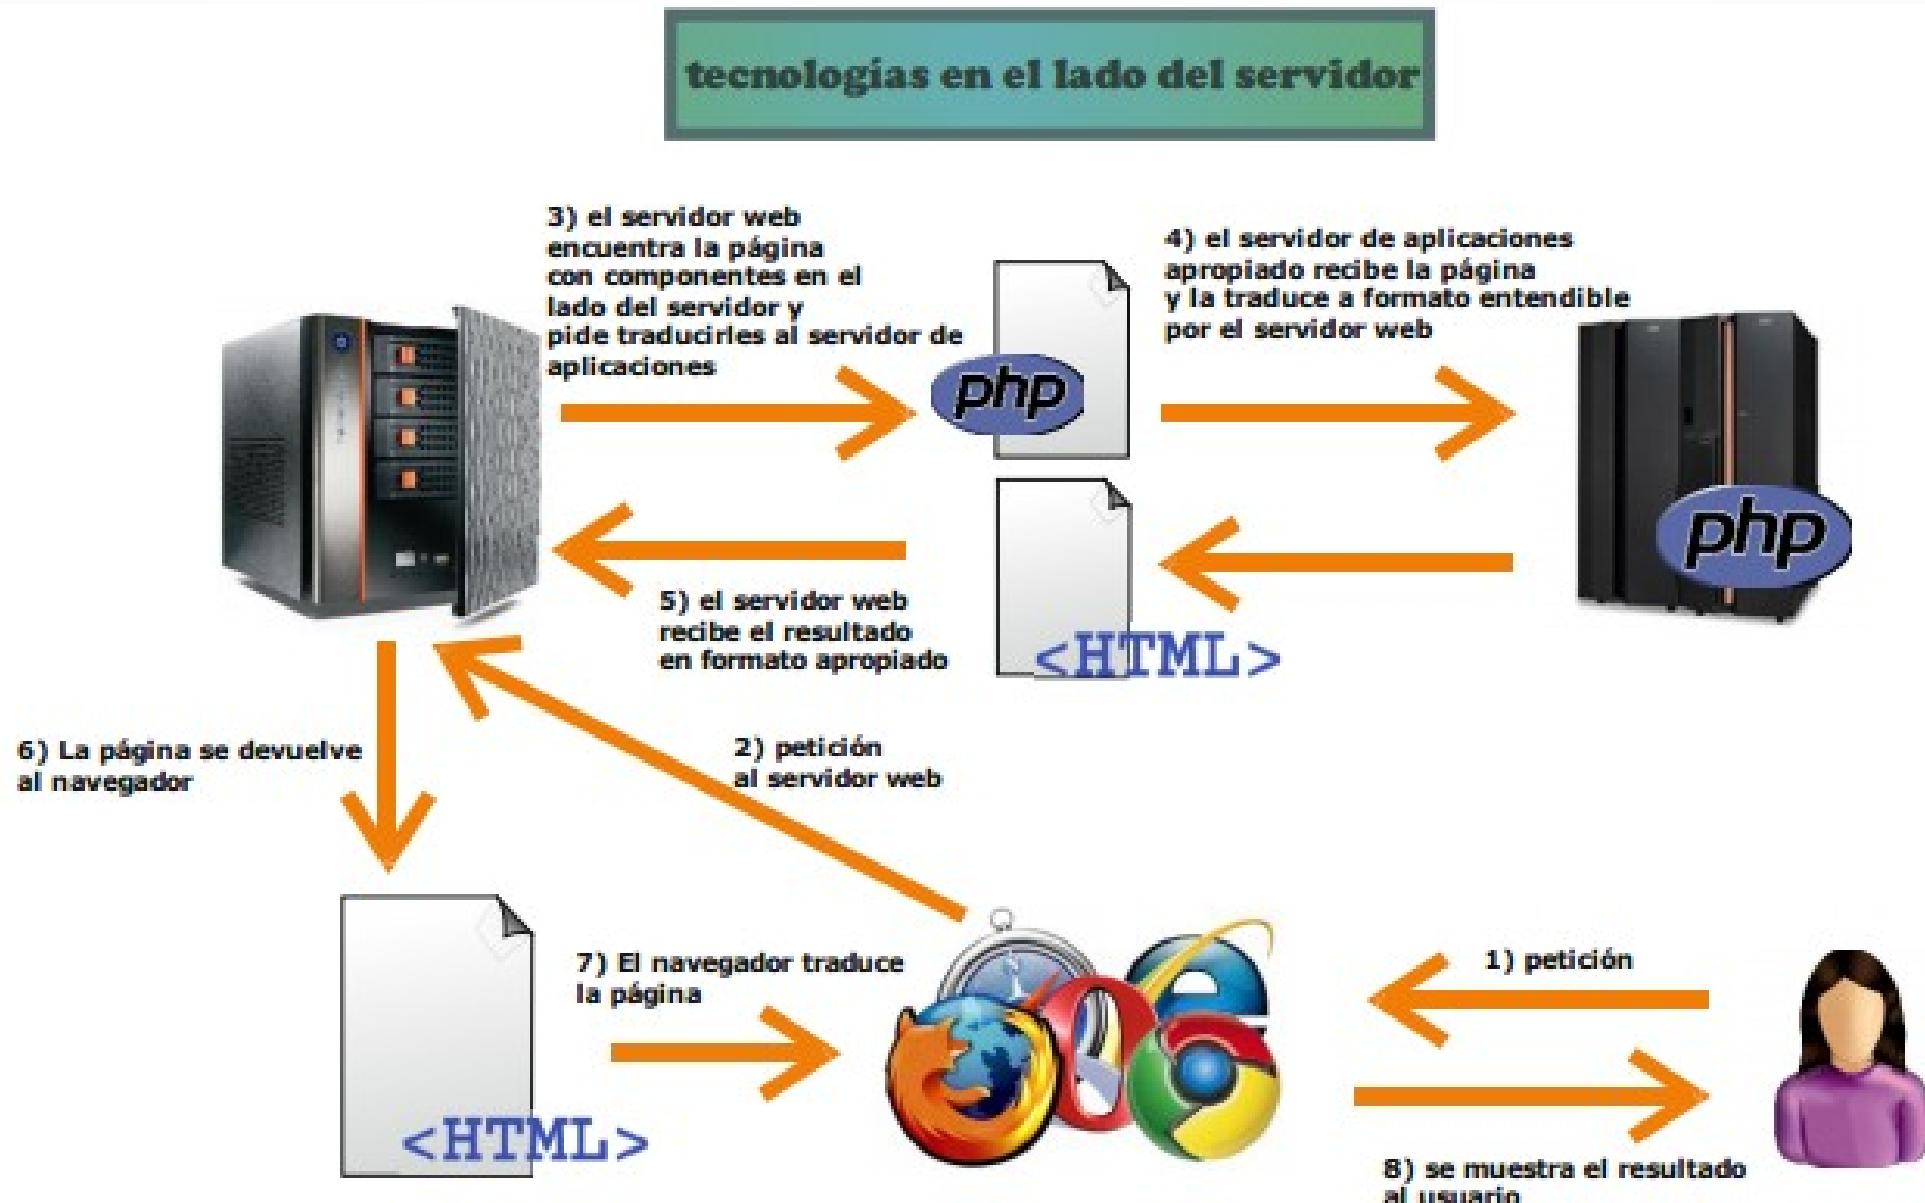 tecnologías en el lado del servidor
3) el servidor web
encuentra la página
con componentes en el
lado del servidor y
pide traducirles al servidor de
aplicaciones
4) el servidor de aplicaciones
apropiado recibe la página
y la traduce a formato entendible
por el servidor web
php
php
5) el servidor web
recibe el resultado
en formato apropiado
<HTML>
6) La página se devuelve
al navegador
2) petición
al servidor web
7) El navegador traduce
la página
<HTML>
1) petición
8) se muestra el resultado
al usuario